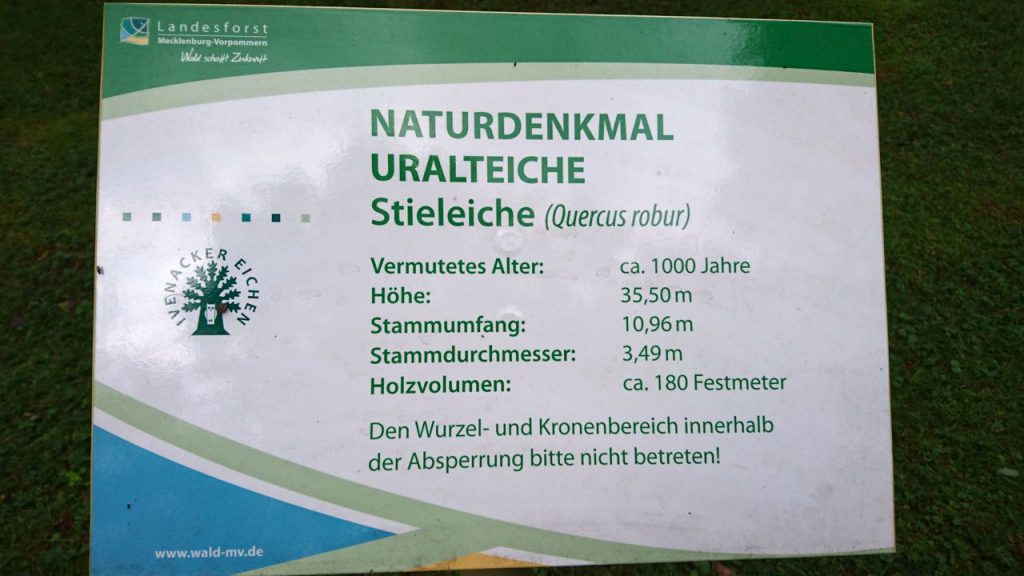 Landesforst
Mecklenburg-Vorpommern
Wald schafft Zukunft
NATURDENKMAL
URALTEICHE
Stieleiche (Quercus robur)
IVENACKER EICHEN
Vermutetes Alter: ca. 1000 Jahre
Höhe: 35,50 m
Stammumfang: 10,96 m
Stammdurchmesser: 3,49 m
Holzvolumen: ca. 180 Festmeter
Den Wurzel- und Kronenbereich innerhalb
der Absperrung bitte nicht betreten!
www.wald-mv.de